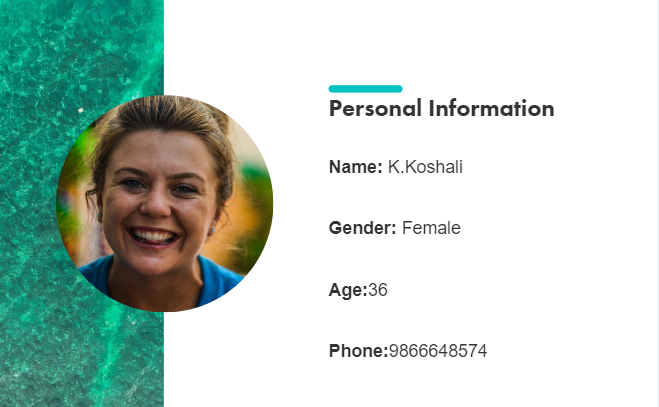 Personal Information
Name: K.Koshali
Gender: Female
Age:36
Phone:9866648574